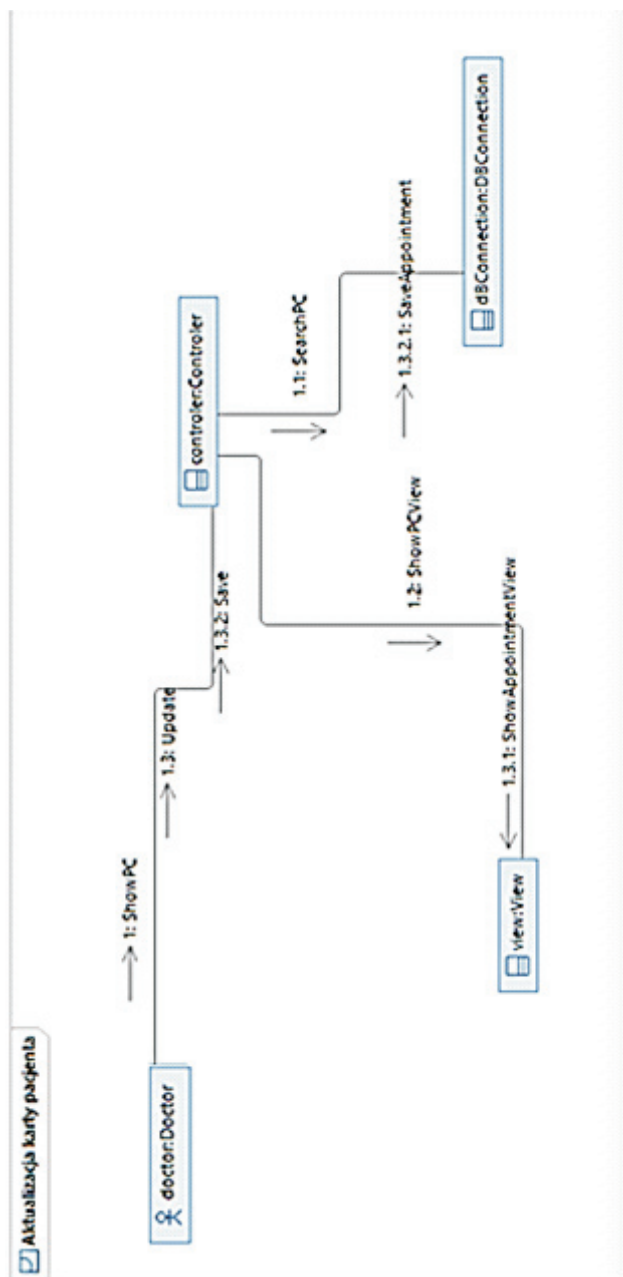 Aktualizacja karty pacjenta
doctor:Doctor
1: ShowPC
1.3: Update
1.3.2: Save
controler:Controler
1.1: SearchPC
1.3.2.1: SaveAppointment
dBConnection:DBConnection
1.2: ShowPCView
1.3.1: ShowAppointmentView
view:View